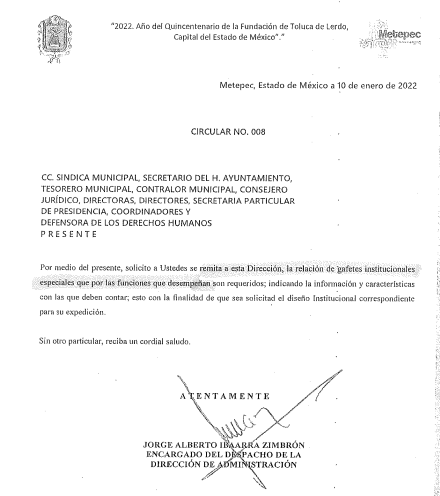 "2022. Año del Quincentenario de la Fundación de Toluca de Lerdo,
Capital del Estado de México"."
Metepec
Metepec, Estado de México a 10 de enero de 2022
CIRCULAR NO. 008
CC. SINDICA MUNICIPAL, SECRETARIO DEL H. AYUNTAMIENTO,
TESORERO MUNICIPAL, CONTRALOR MUNICIPAL, CONSEJERO
JURÍDICO, DIRECTORAS, DIRECTORES, SECRETARIA PARTICULAR
DE PRESIDENCIA, COORDINADORES Y
DEFENSORA DE LOS DERECHOS HUMANOS
P R E S E N T E
Por medio del presente, solicito a Ustedes se remita a esta Dirección, la relación de gafetes institucionales
especiales que por las funciones que desempeñan son requeridos; indicando la información y características
con las que deben contar; esto con la finalidad de que sea solicitud el diseño Institucional correspondiente
para su expedición.
Sin otro particular, reciba un cordial saludo.
A T E N T A M E N T E
JORGE ALBERTO IBAARRA ZIMBRÓN
ENCARGADO DEL DESPACHO DE LA
DIRECCIÓN DE ADMINISTRACIÓN